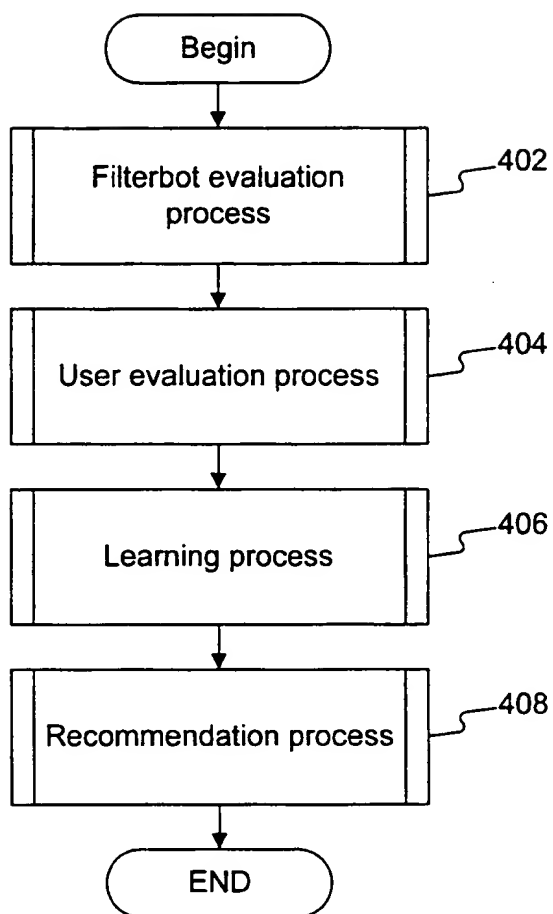 Begin
Filterbot evaluation
process
402
User evaluation process
404
Learning process
406
Recommendation process
408
END